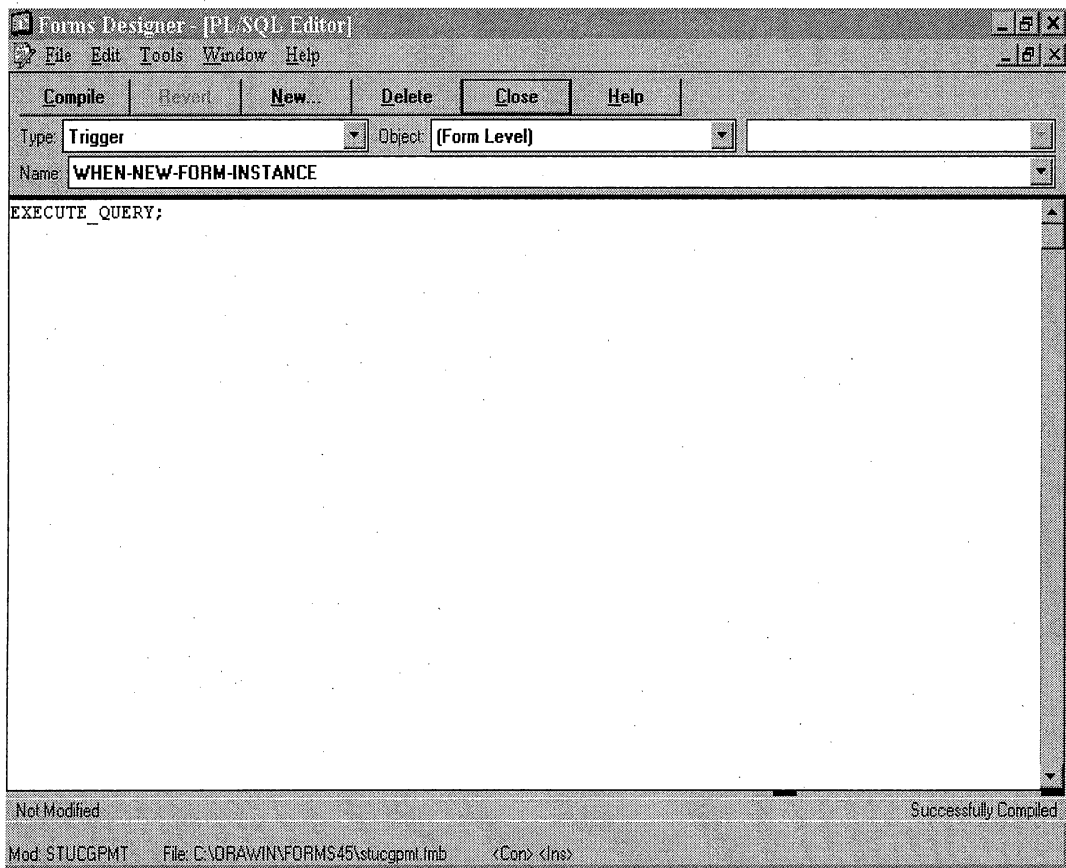 Forms Designer - [PL/SQL Editor]
File Edit Tools Window Help
Compile Revert New... Delete Close Help
Type: Trigger Object: (Form Level)
Name: WHEN-NEW-FORM-INSTANCE
EXECUTE_QUERY;
Not Modified Successfully Compiled
Mod: STUCGPMT File: C:\ORAWIN\FORMS45\stucgpmt.fmb <Con> <Ins>